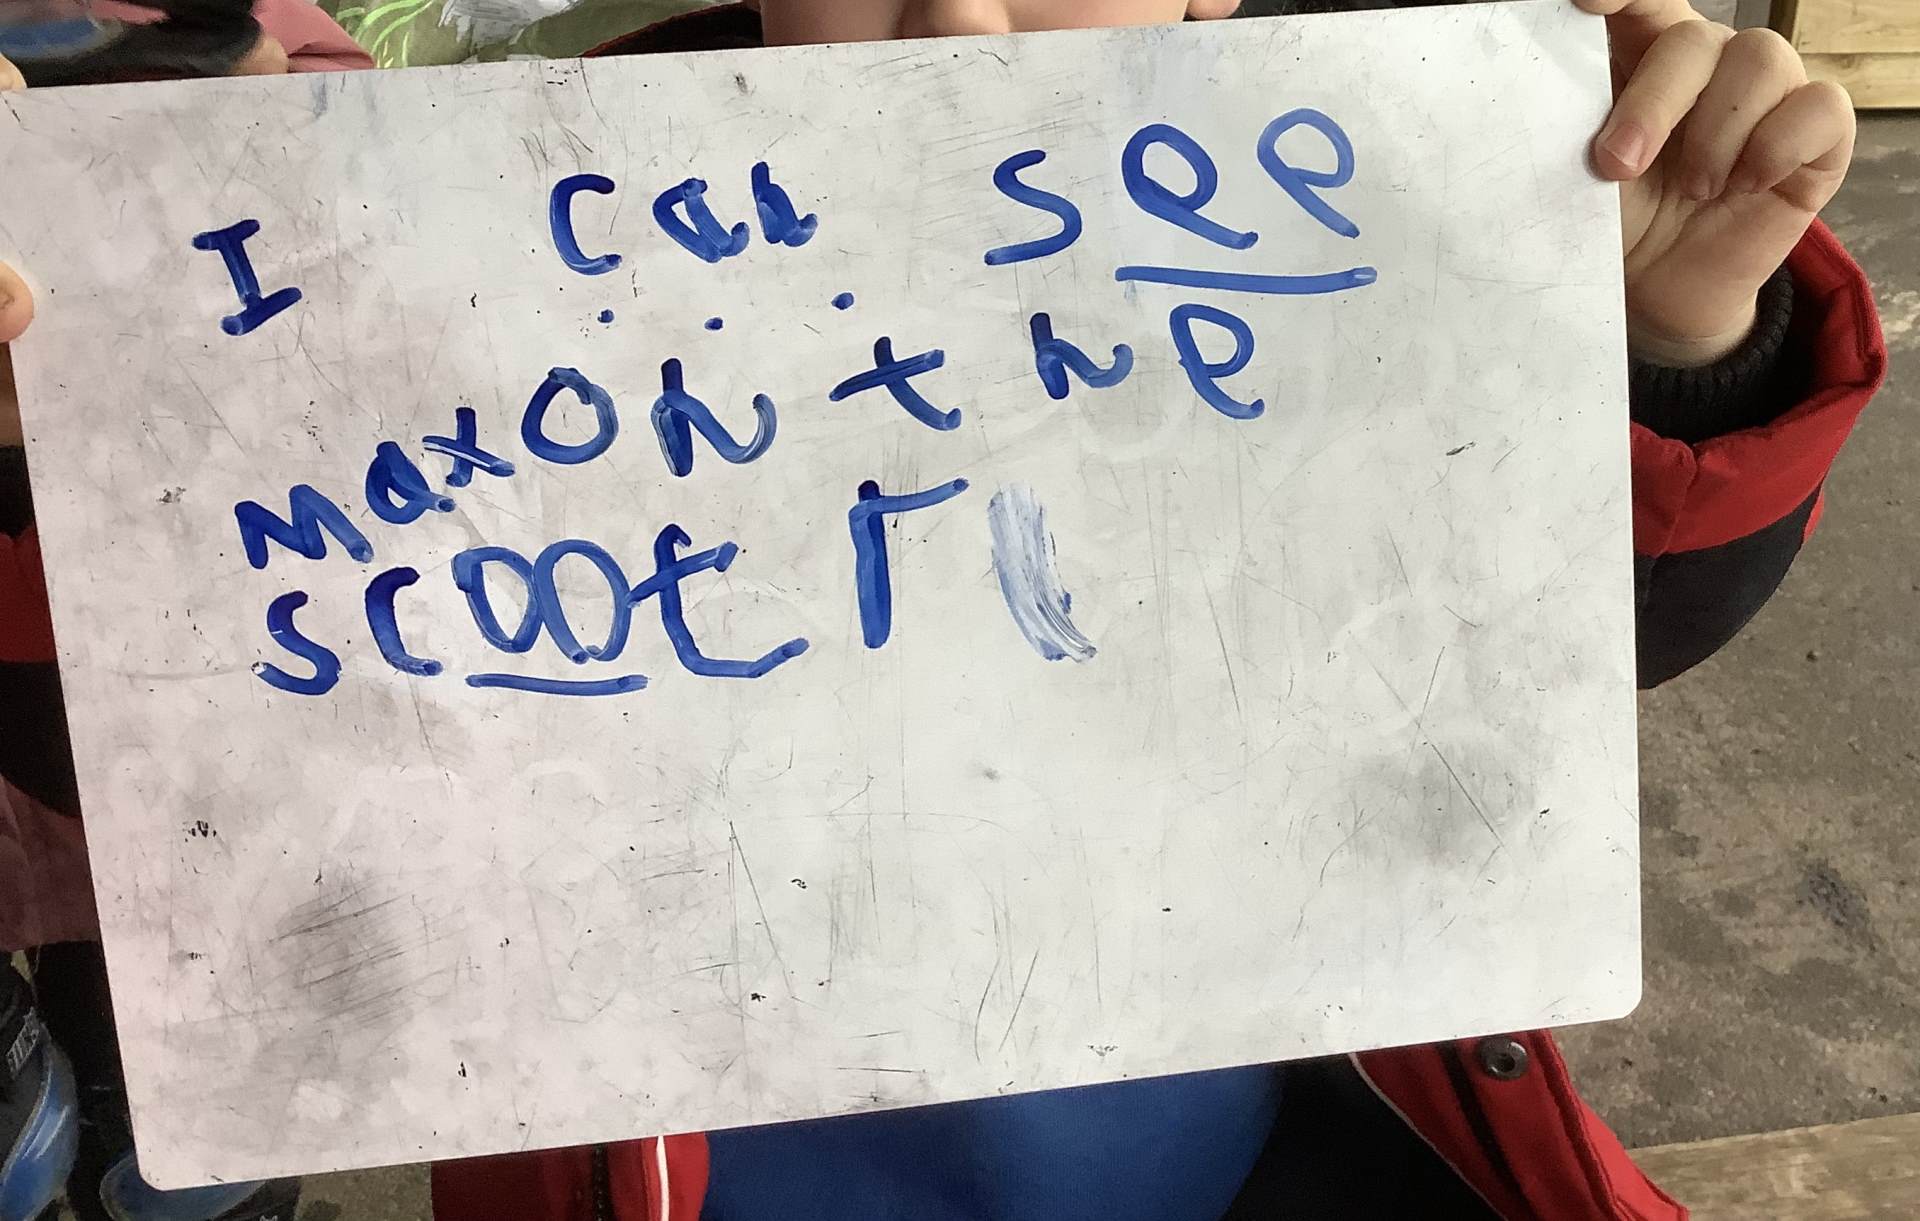 I can see
Max on the
scootr